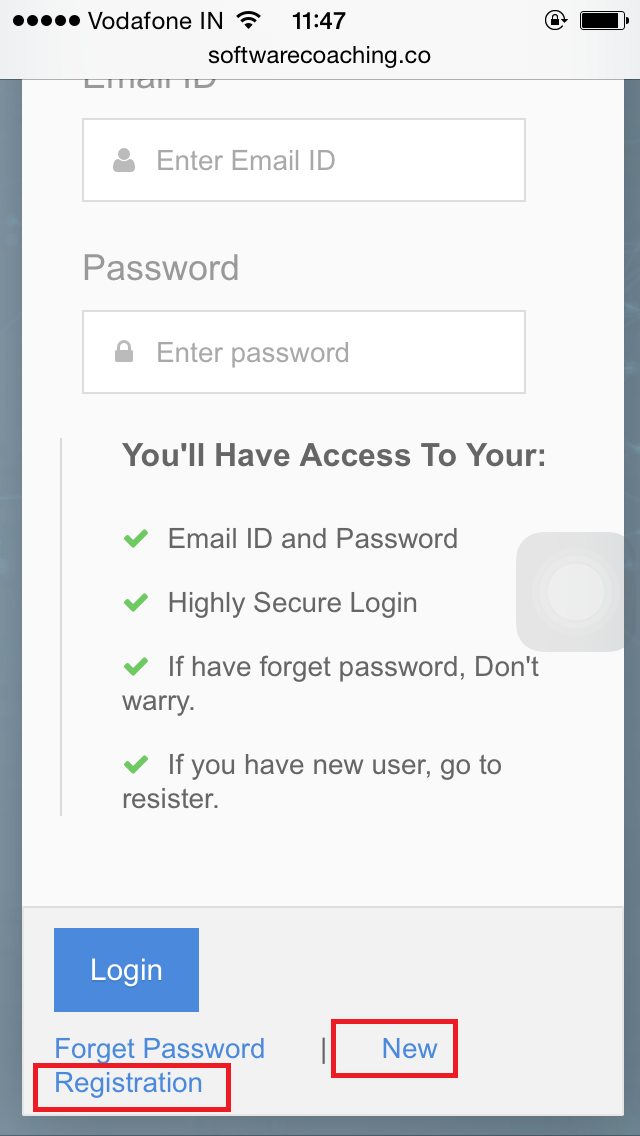 Vodafone IN 11:47
softwarecoaching.co
Email ID
Enter Email ID
Password
Enter password
You'll Have Access To Your:
Email ID and Password
Highly Secure Login
If have forget password, Don't
warry.
If you have new user, go to
resister.
Login
Forget Password | New
Registration